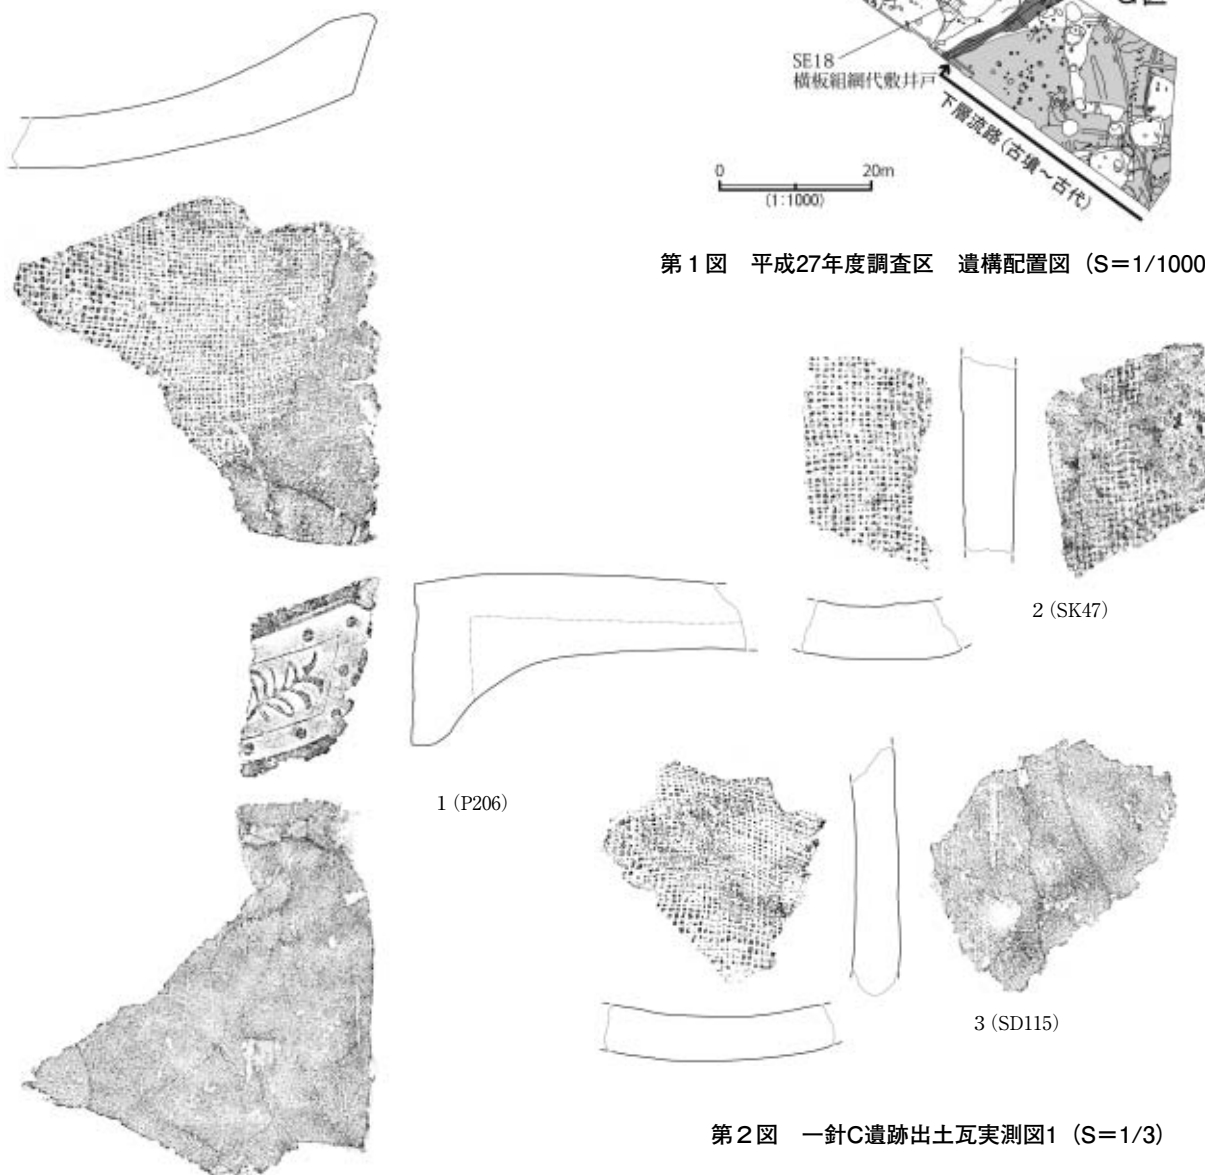 G区
SE18
横板組網代敷井戸
下層流路（古墳～古代）
0 20m
(1:1000)
第１図　平成27年度調査区　遺構配置図（S＝1/1000
2 (SK47)
1 (P206)
3 (SD115)
第２図　一針C遺跡出土瓦実測図1（S＝1/3）